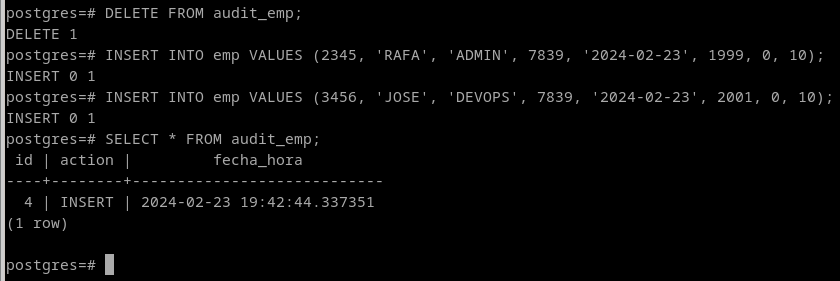 postgres=# DELETE FROM audit_emp;
DELETE 1
postgres=# INSERT INTO emp VALUES (2345, 'RAFA', 'ADMIN', 7839, '2024-02-23', 1999, 0, 10);
INSERT 0 1
postgres=# INSERT INTO emp VALUES (3456, 'JOSE', 'DEVOPS', 7839, '2024-02-23', 2001, 0, 10);
INSERT 0 1
postgres=# SELECT * FROM audit_emp;
 id | action |         fecha_hora
----+--------+----------------------------
  4 | INSERT | 2024-02-23 19:42:44.337351
(1 row)
postgres=#